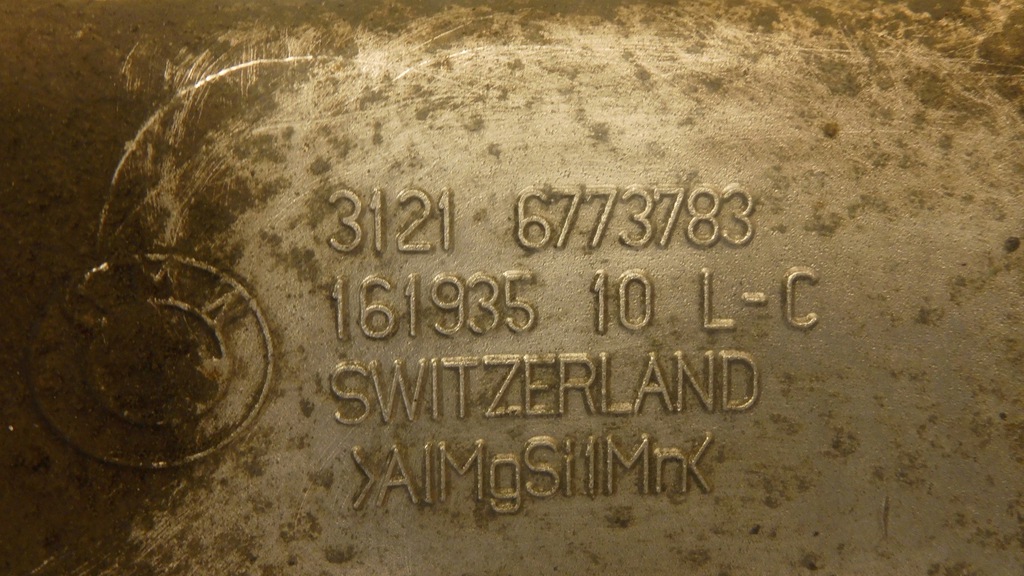 3121 6773783
161935 10 L-C
SWITZERLAND
>AlMgSi1Mn<